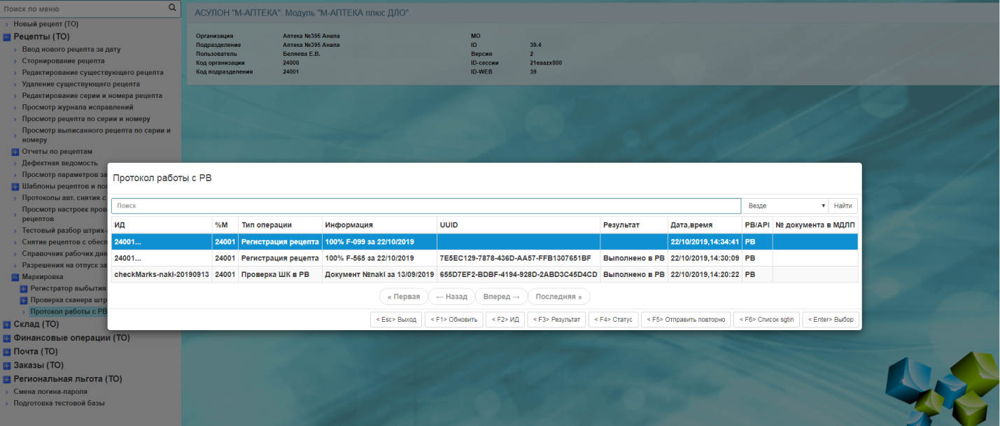 Поиск по меню
Новый рецепт (ТО)
Рецепты (ТО)
Ввод нового рецепта за дату
Сторнирование рецепта
Редактирование существующего рецепта
Удаление существующего рецепта
Редактирование серии и номера рецепта
Просмотр журнала исправлений
Просмотр рецепта по серии и номеру
Просмотр выписанного рецепта по серии и
номеру
Отчеты по рецептам
Дефектная ведомость
Просмотр параметров за
Шаблоны рецептов и
Протоколы авт. снятия с
Просмотр настроек пров
рецептов
Тестовый разбор штрих-
Снятие рецептов с обесп
Справочник рабочих дне
Разрешения на отпуск за
Маркировка
Регистратор выбытия
Проверка сканера штр
Протокол работы с РВ
Склад (ТО)
Финансовые операции (ТО)
Почта (ТО)
Заказы (ТО)
Региональная льгота (ТО)
Смена логина-пароля
Подготовка тестовой базы
АСУЛОН "М-АПТЕКА". Модуль "М-АПТЕКА плюс ДЛО".
Организация Аптека №395 Анапа МО
Подразделение Аптека №395 Анапа ID 39.4
Пользователь Беляева Е.В. Версия 2
Код организации 24000 ID-сессии 21eaazx800
Код подразделения 24001 ID-WEB 39
Протокол работы с РВ
Поиск Везде Найти
ИД %М Тип операции Информация UUID Результат Дата,время РВ/API № документа в МДЛП
24001... 24001 Регистрация рецепта 100% F-099 за 22/10/2019 22/10/2019,14:34:41 РВ
24001... 24001 Регистрация рецепта 100% F-565 за 22/10/2019 7E5EC129-7878-436D-AA57-FFB1307651BF Выполнено в РВ 22/10/2019,14:30:09 РВ
checkMarks-nakl-20190913 24001 Проверка ШК в РВ Документ №nakl за 13/09/2019 655D7EF2-BDBF-4194-928D-2ABD3C45D4CD Выполнено в РВ 22/10/2019,14:20:22 РВ
« Первая ← Назад Вперед → Последняя »
< Esc> Выход < F1> Обновить < F2> ИД < F3> Результат < F4> Статус < F5> Отправить повторно < F6> Список sgtin < Enter> Выбор